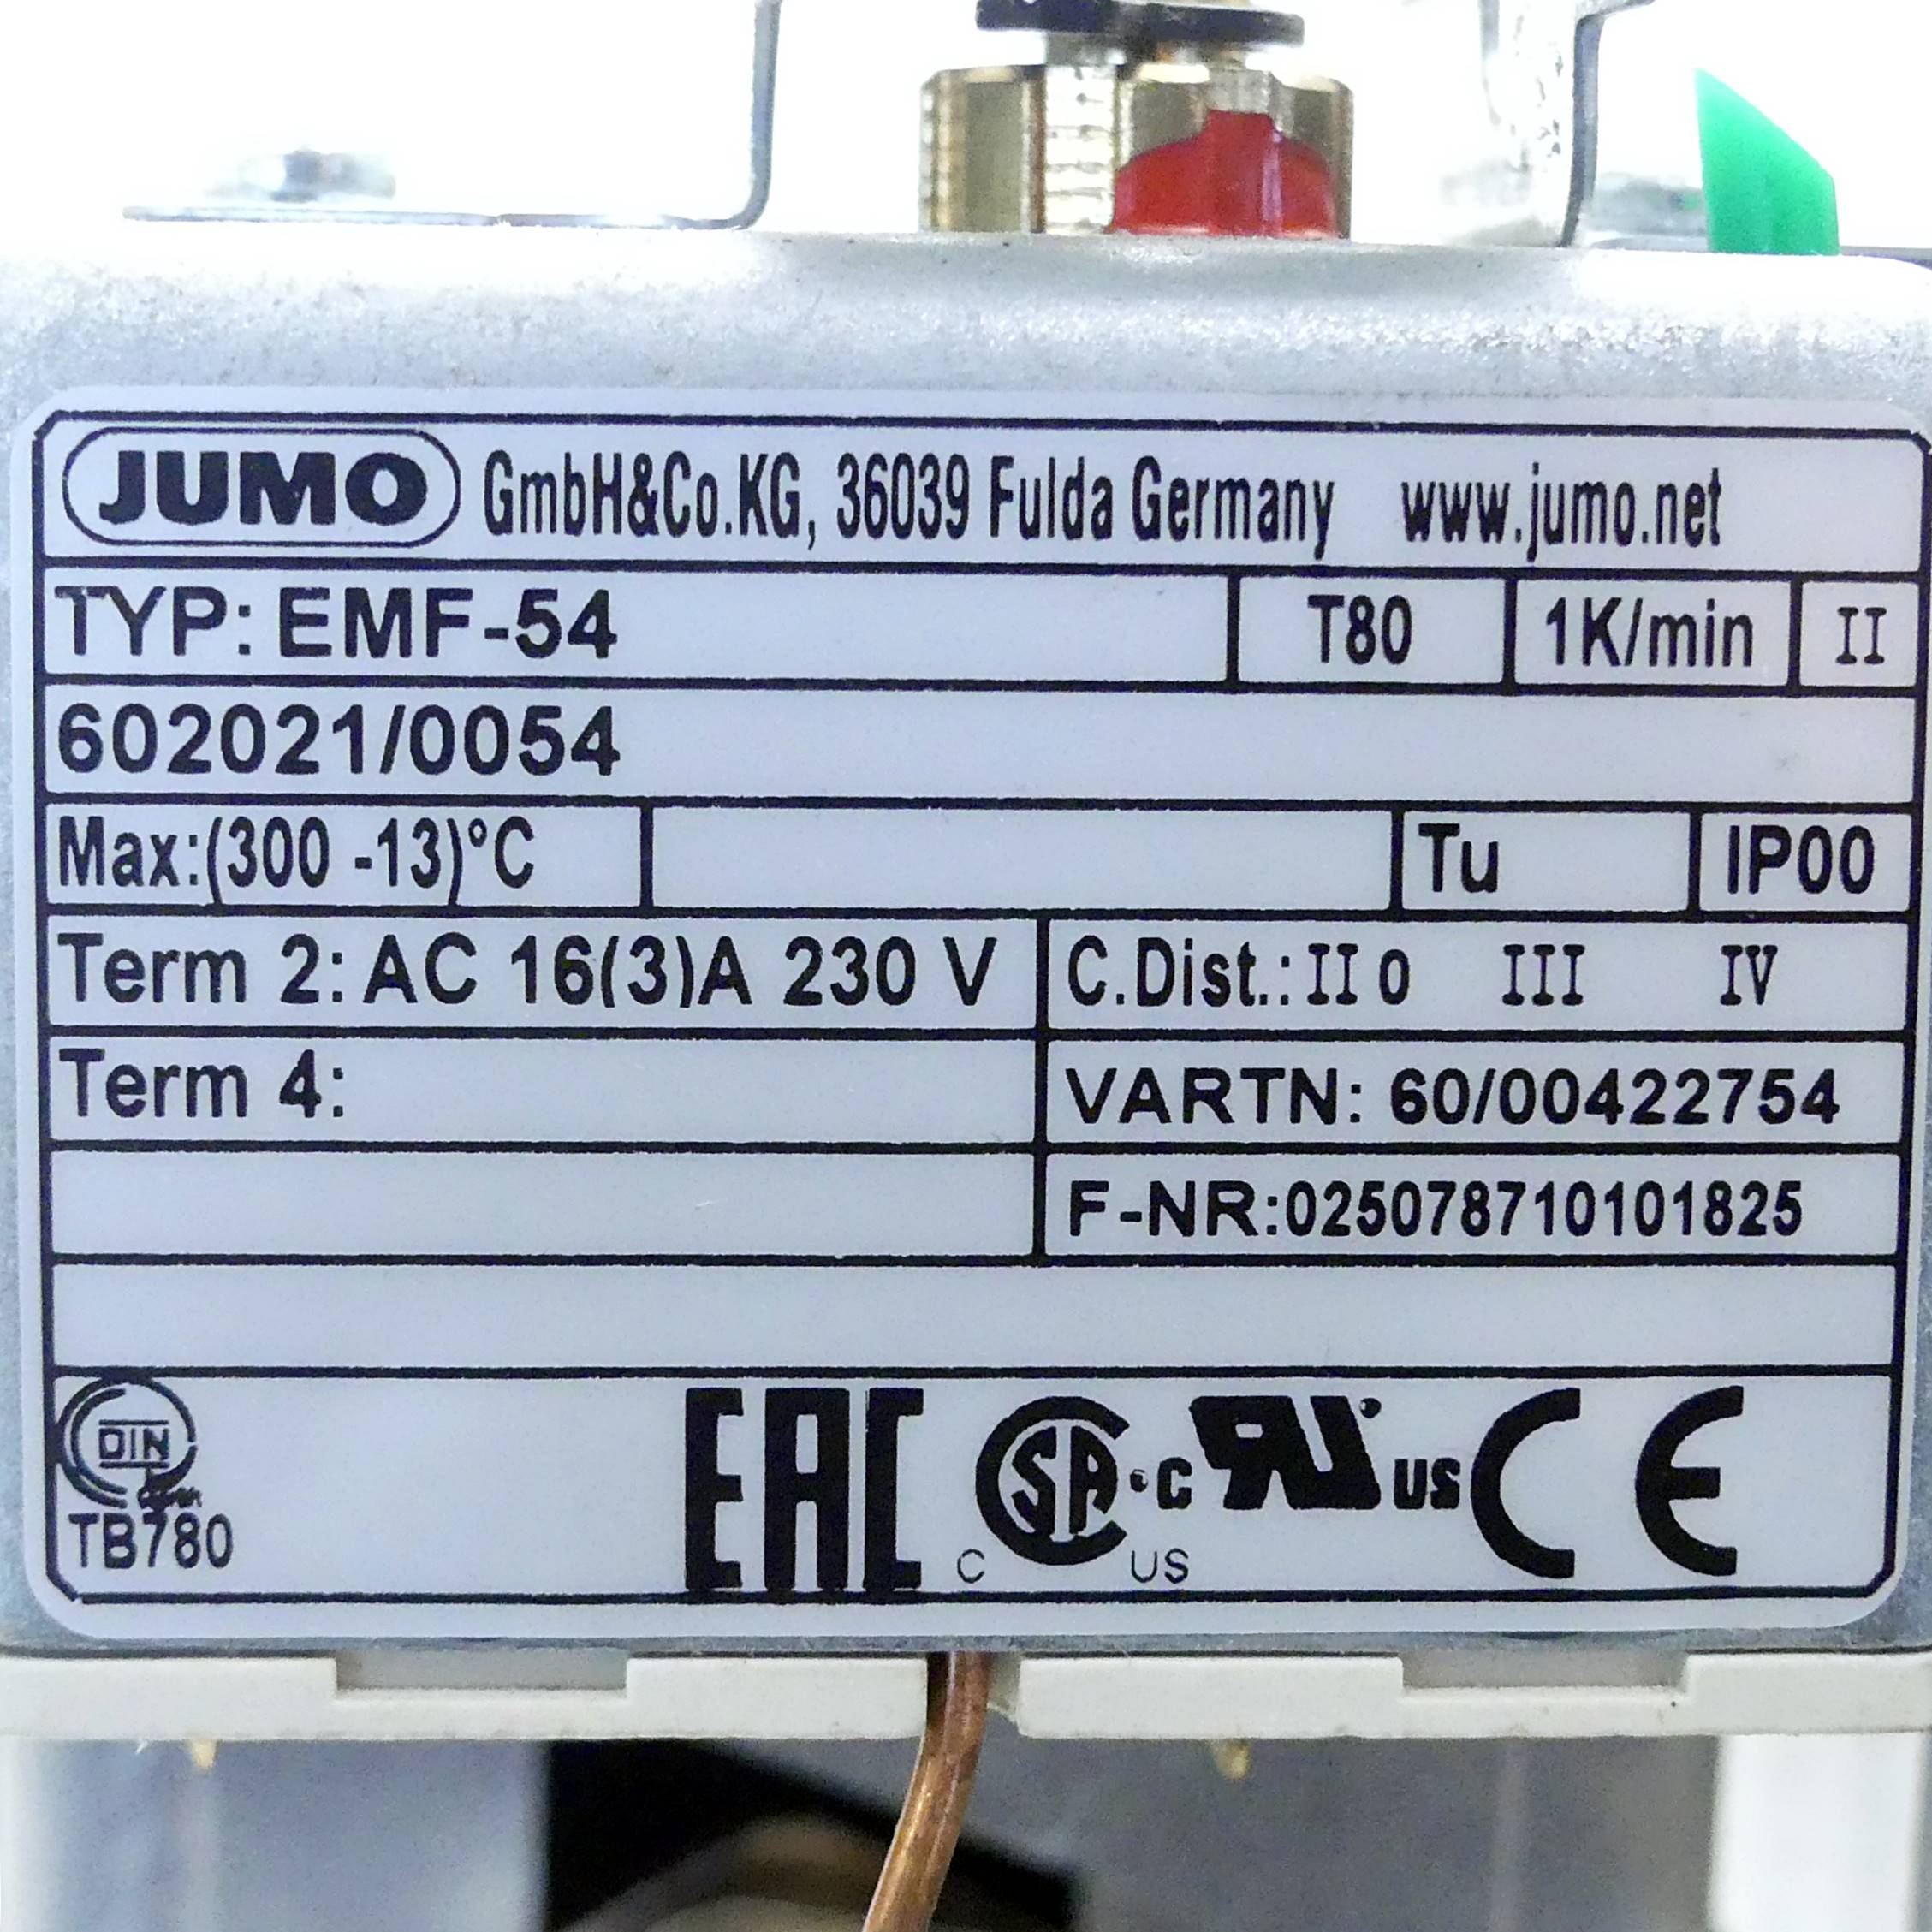 JUMO GmbH&Co.KG, 36039 Fulda Germany www.jumo.net
TYP: EMF-54 T80 1K/min II
602021/0054
Max:(300 -13)°C Tu IP00
Term 2: AC 16(3)A 230 V C.Dist.: II o III IV
Term 4: VARTN: 60/00422754
F-NR:025078710101825
DIN EAC C SA US c RU us CE
TB780